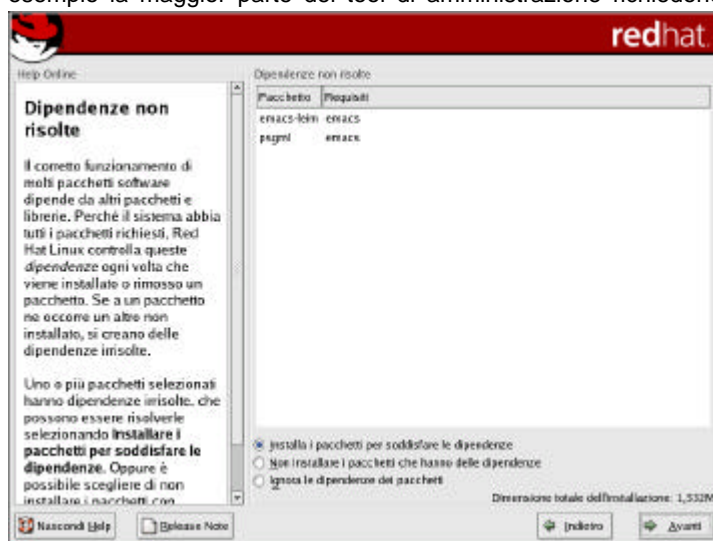 esempio la maggior parte dei tool di amministrazione richiedono
redhat.
Help Online
Dipendenze non
risolte
Il corretto funzionamento di
molti pacchetti software
dipende da altri pacchetti e
librerie. Perché il sistema abbia
tutti i pacchetti richiesti, Red
Hat Linux controlla queste
dipendenze ogni volta che
viene installato o rimosso un
pacchetto. Se a un pacchetto
ne occorre un altro non
installato, si creano delle
dipendenze irrisolte.
Uno o più pacchetti selezionati
hanno dipendenze irrisolte, che
possono essere risolverle
selezionando Installare i
pacchetti per soddisfare le
dipendenze. Oppure è
possibile scegliere di non
installare i pacchetti con
Dipendenze non risolte
Pacchetto Requisiti
emacs-leim emacs
psgml emacs
Installa i pacchetti per soddisfare le dipendenze
Non installare i pacchetti che hanno delle dipendenze
Ignora le dipendenze dei pacchetti
Dimensione totale dell'installazione: 1,532M
Nascondi Help
Release Note
Indietro
Avanti